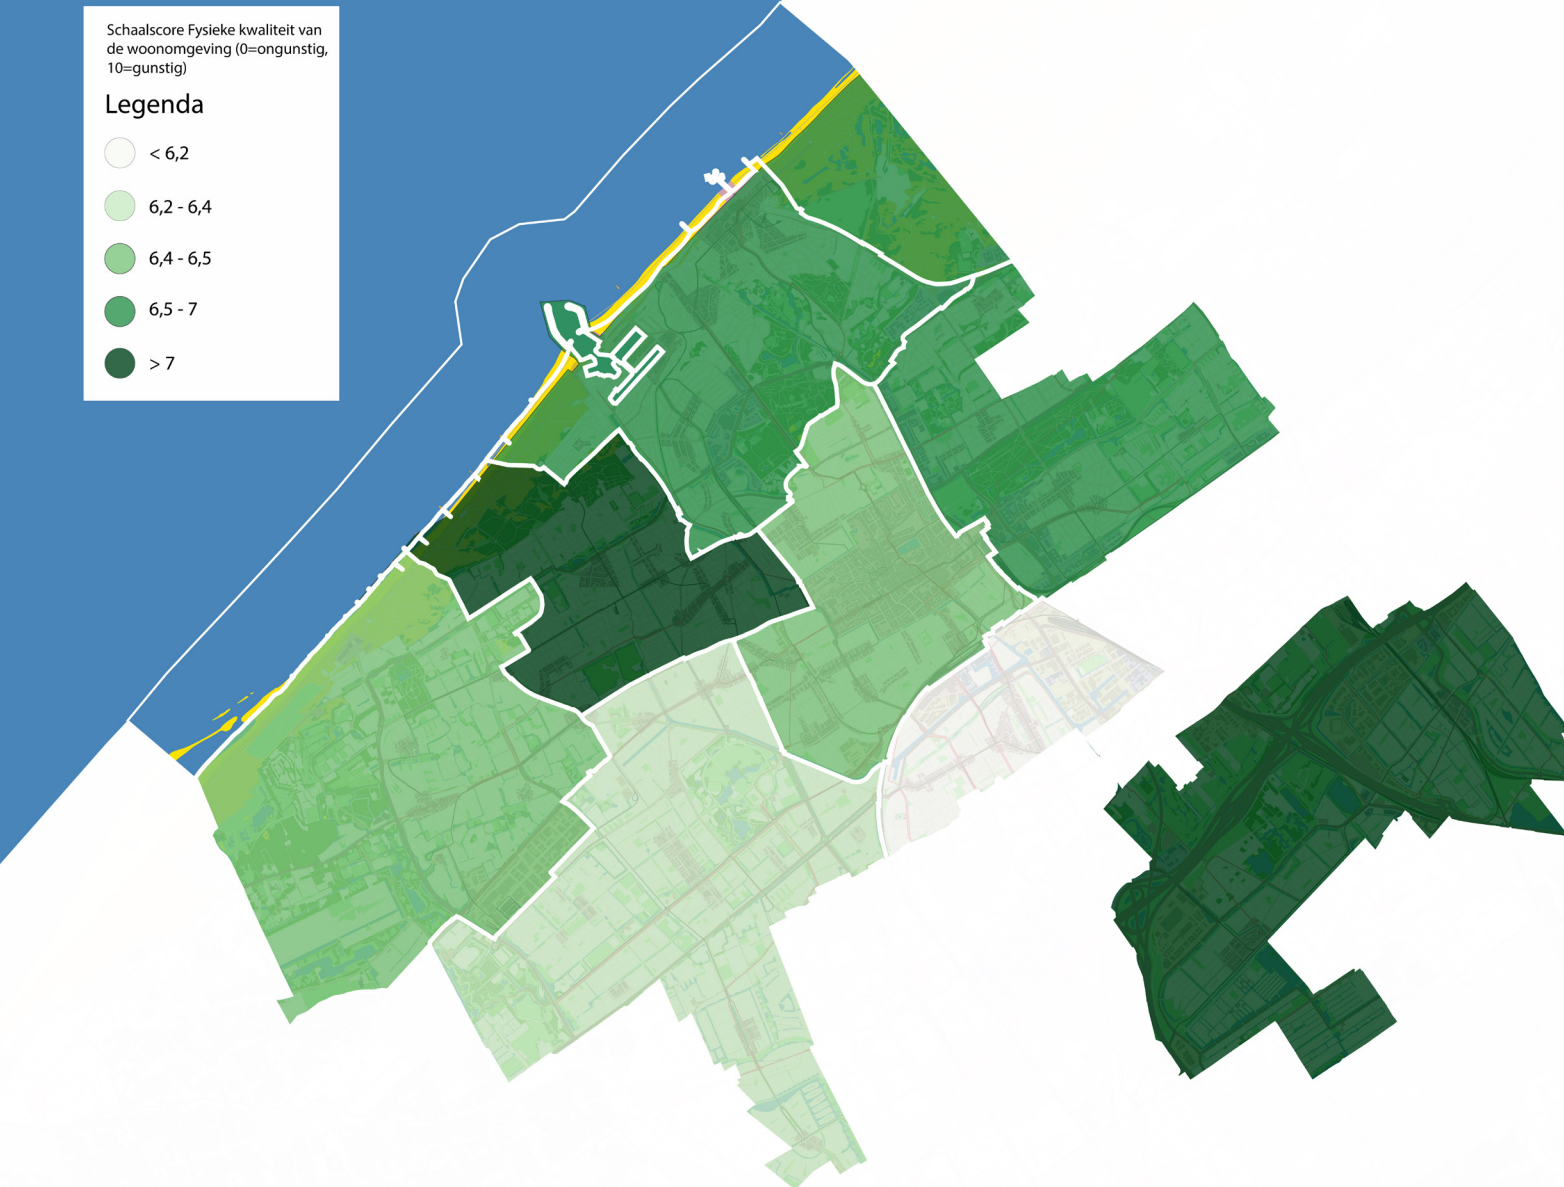 Schaalscore Fysieke kwaliteit van
de woonomgeving (0=ongunstig,
10=gunstig)
Legenda
< 6,2
6,2 - 6,4
6,4 - 6,5
6,5 - 7
> 7